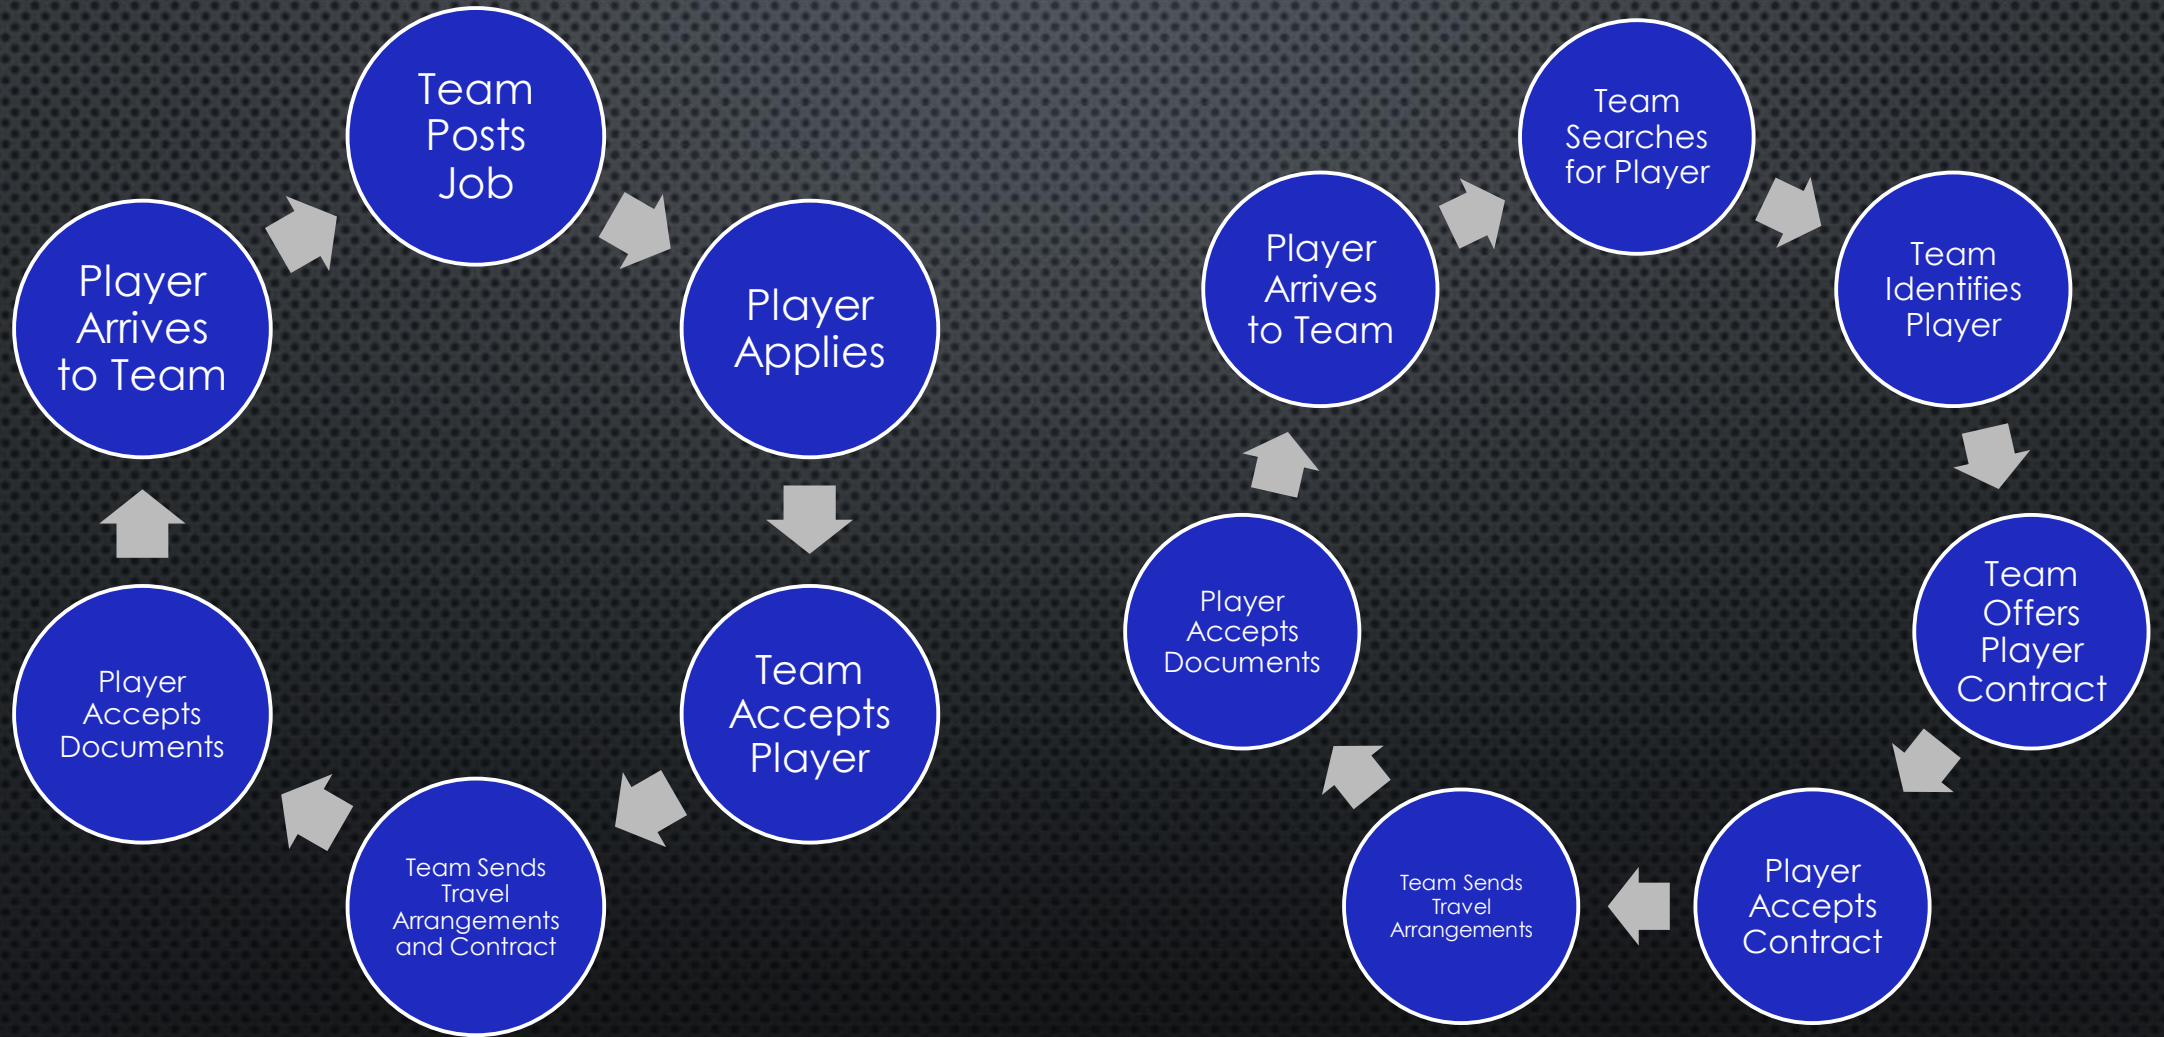 Team
Posts
Job
Player
Applies
Team
Accepts
Player
Team Sends
Travel
Arrangements
and Contract
Player
Accepts
Documents
Player
Arrives
to Team
Team
Searches
for Player
Team
Identifies
Player
Team
Offers
Player
Contract
Player
Accepts
Contract
Team Sends
Travel
Arrangements
Player
Accepts
Documents
Player
Arrives
to Team